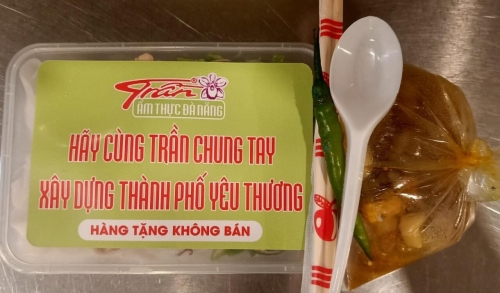 Trần®
ẨM THỰC ĐÀ NẴNG
HÃY CÙNG TRẦN CHUNG TAY
XÂY DỰNG THÀNH PHỐ YÊU THƯƠNG
HÀNG TẶNG KHÔNG BÁN